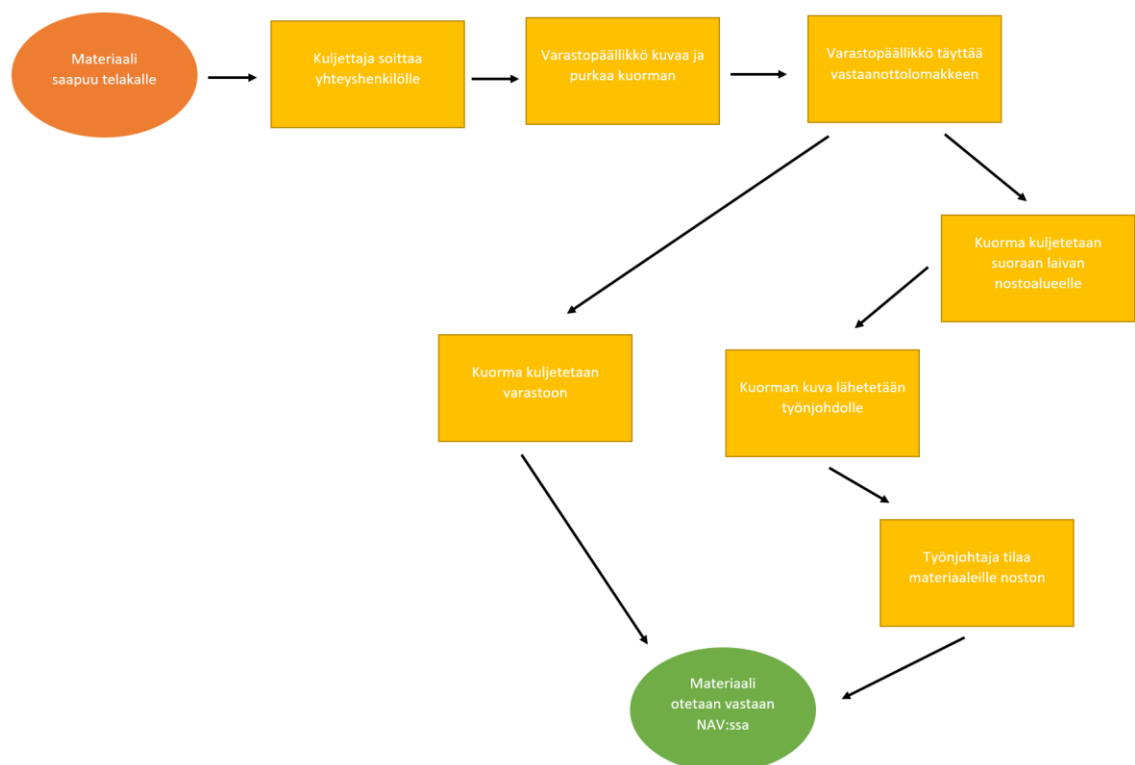 Materiaali
saapuu telakalle
Kuljettaja soittaa
yhteyshenkilölle
Varastopäällikkö kuvaa ja
purkaa kuorman
Varastopäällikkö täyttää
vastaanottolomakkeen
Kuorma kuljetetaan
suoraan laivan
nostoalueelle
Kuorma kuljetetaan
varastoon
Kuorman kuva lähetetään
työnjohdolle
Työnjohtaja tilaa
materiaaleille noston
Materiaali
otetaan vastaan
NAV:ssa